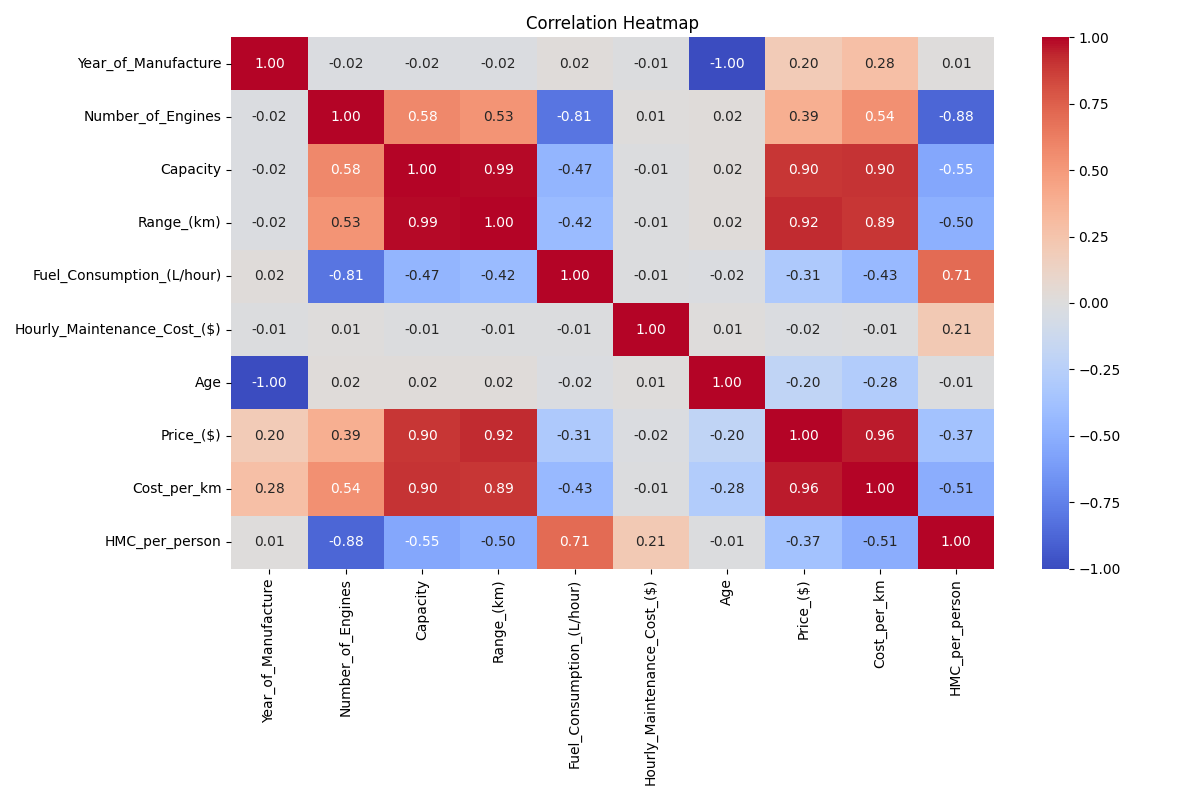 Correlation Heatmap
Year_of_Manufacture 1.00 -0.02 -0.02 -0.02 0.02 -0.01 -1.00 0.20 0.28 0.01
Number_of_Engines -0.02 1.00 0.58 0.53 -0.81 0.01 0.02 0.39 0.54 -0.88
Capacity -0.02 0.58 1.00 0.99 -0.47 -0.01 0.02 0.90 0.90 -0.55
Range_(km) -0.02 0.53 0.99 1.00 -0.42 -0.01 0.02 0.92 0.89 -0.50
Fuel_Consumption_(L/hour) 0.02 -0.81 -0.47 -0.42 1.00 -0.01 -0.02 -0.31 -0.43 0.71
Hourly_Maintenance_Cost_($) -0.01 0.01 -0.01 -0.01 -0.01 1.00 0.01 -0.02 -0.01 0.21
Age -1.00 0.02 0.02 0.02 -0.02 0.01 1.00 -0.20 -0.28 -0.01
Price_($) 0.20 0.39 0.90 0.92 -0.31 -0.02 -0.20 1.00 0.96 -0.37
Cost_per_km 0.28 0.54 0.90 0.89 -0.43 -0.01 -0.28 0.96 1.00 -0.51
HMC_per_person 0.01 -0.88 -0.55 -0.50 0.71 0.21 -0.01 -0.37 -0.51 1.00
Year_of_Manufacture
Number_of_Engines
Capacity
Range_(km)
Fuel_Consumption_(L/hour)
Hourly_Maintenance_Cost_($)
Age
Price_($)
Cost_per_km
HMC_per_person
1.00
0.75
0.50
0.25
0.00
−0.25
−0.50
−0.75
−1.00